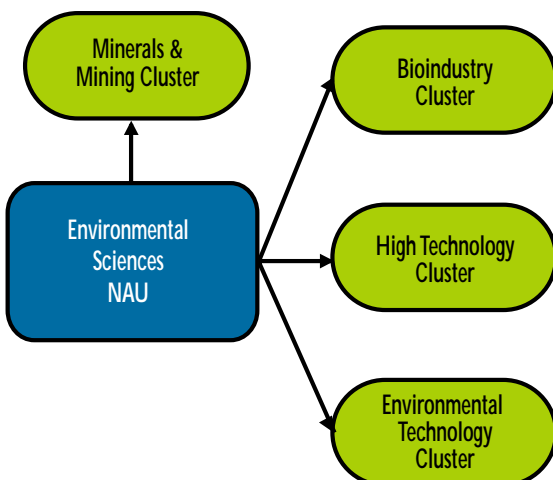 Minerals &
Mining Cluster
Bioindustry
Cluster
Environmental
Sciences
NAU
High Technology
Cluster
Environmental
Technology
Cluster